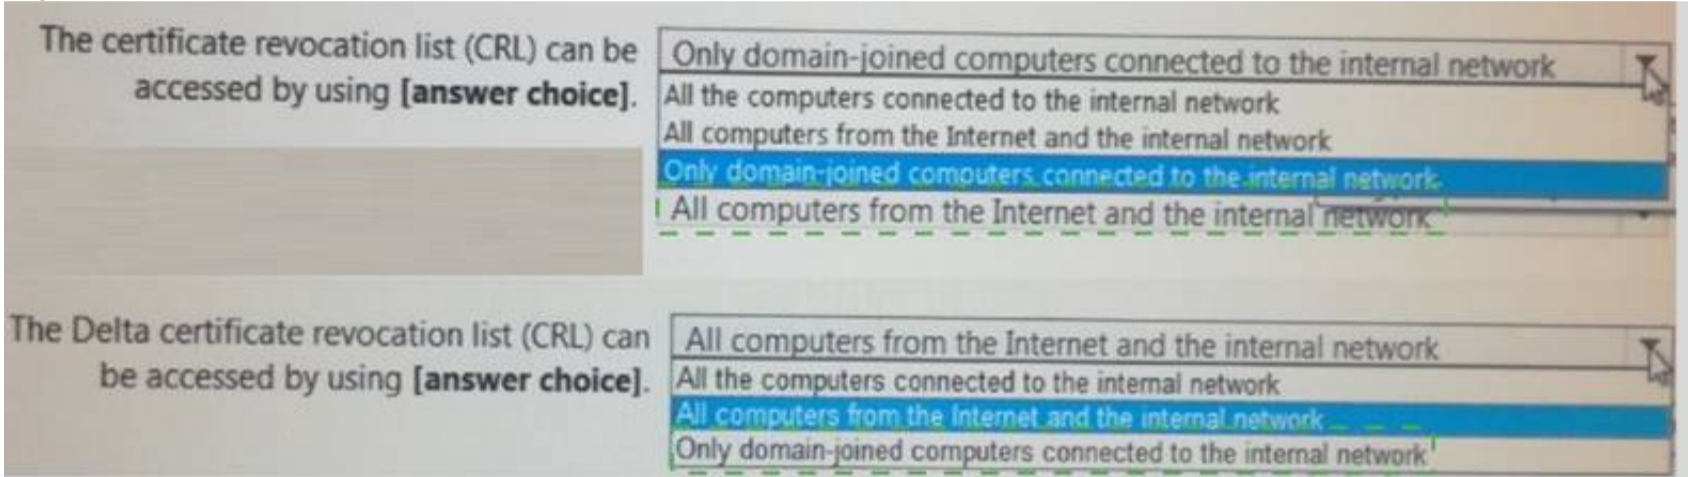 The certificate revocation list (CRL) can be
accessed by using [answer choice].
Only domain-joined computers connected to the internal network
All the computers connected to the internal network
All computers from the Internet and the internal network
Only domain-joined computers connected to the internal network
All computers from the Internet and the internal network
The Delta certificate revocation list (CRL) can
be accessed by using [answer choice].
All computers from the Internet and the internal network
All the computers connected to the internal network
All computers from the Internet and the internal network
Only domain-joined computers connected to the internal network